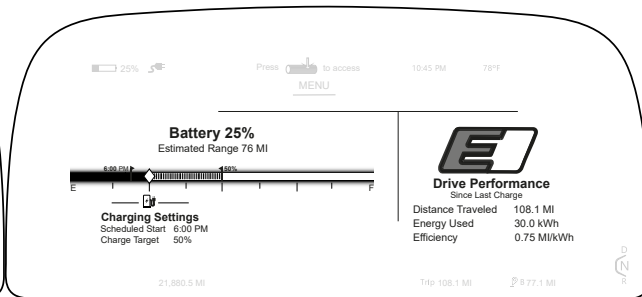 25%
Press to access
MENU
10:45 PM
78°F
Battery 25%
Estimated Range 76 MI
6:00 PM
50%
E
F
Charging Settings
Scheduled Start 6:00 PM
Charge Target 50%
E
Drive Performance
Since Last Charge
Distance Traveled 108.1 MI
Energy Used 30.0 kWh
Efficiency 0.75 MI/kWh
21,880.5 MI
Trip 108.1 MI
77.1 MI
D
N
R